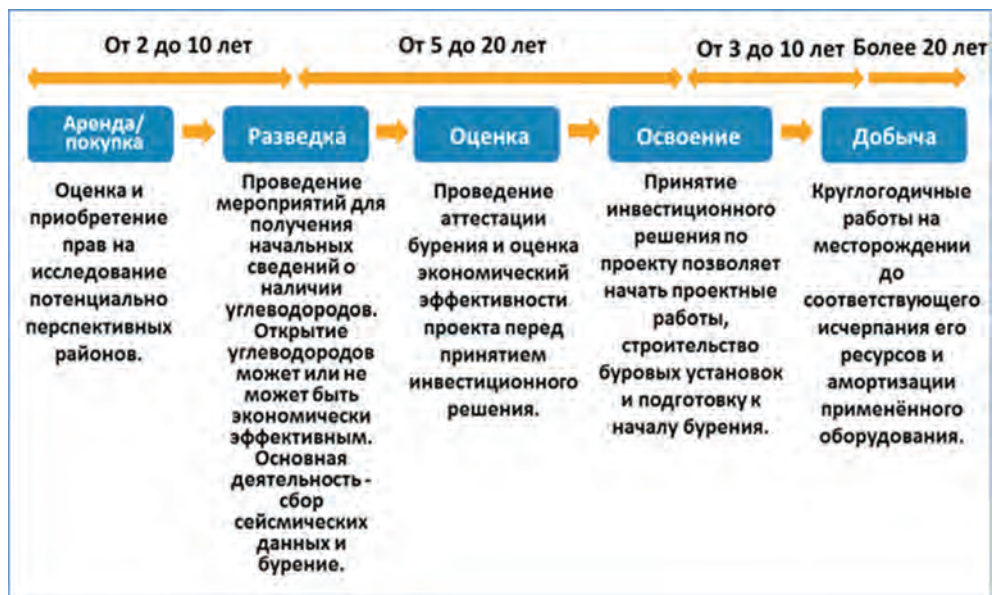 От 2 до 10 лет
От 5 до 20 лет
От 3 до 10 лет
Более 20 лет
Аренда/
покупка
Разведка
Оценка
Освоение
Добыча
Оценка и
приобретение
прав на
исследование
потенциально
перспективных
районов.
Проведение
мероприятий для
получения
начальных
сведений о
наличии
углеводородов.
Открытие
углеводородов
может или не
может быть
экономически
эффективным.
Основная
деятельность -
сбор
сейсмических
данных и
бурение.
Проведение
аттестации
бурения и оценка
экономический
эффективности
проекта перед
принятием
инвестиционного
решения.
Принятие
инвестиционного
решения по
проекту позволяет
начать проектные
работы,
строительство
буровых установок
и подготовку к
началу бурения.
Круглогодичные
работы на
месторождении
до
соответствующего
исчерпания его
ресурсов и
амортизации
применённого
оборудования.